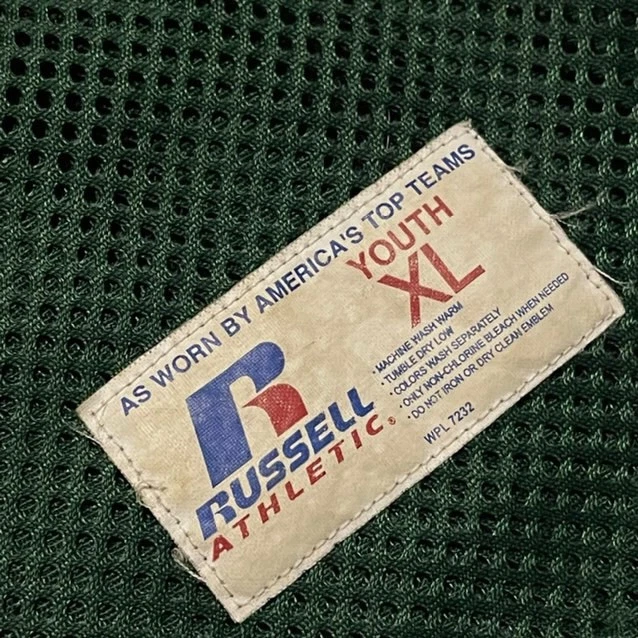 AS WORN BY AMERICA'S TOP TEAMS
YOUTH
XL
· MACHINE WASH WARM
· TUMBLE DRY LOW
· COLORS WASH SEPARATELY
· ONLY NON-CHLORINE BLEACH WHEN NEEDED
· DO NOT IRON OR DRY CLEAN EMBLEM
WPL 7232
R
RUSSELL
ATHLETIC®